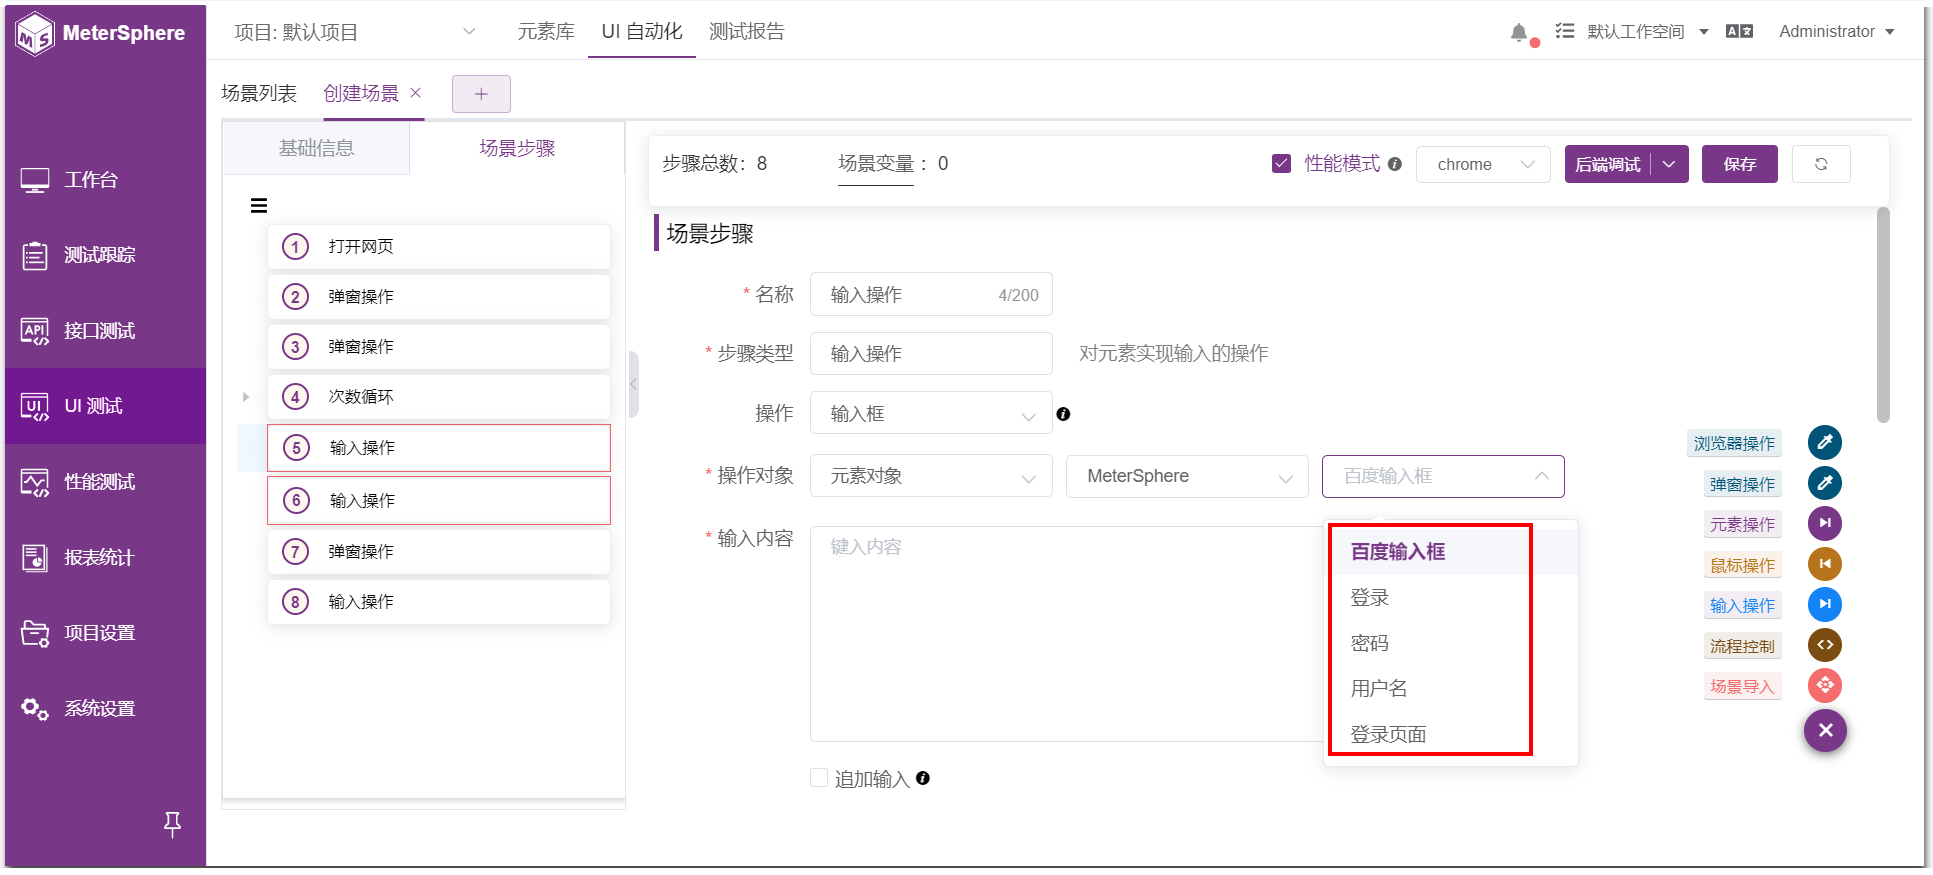 MeterSphere
项目: 默认项目
元素库
UI 自动化
测试报告
默认工作空间
Administrator
场景列表
创建场景
工作台
测试跟踪
API
接口测试
UI
UI 测试
性能测试
报表统计
项目设置
系统设置
基础信息
场景步骤
1 打开网页
2 弹窗操作
3 弹窗操作
4 次数循环
5 输入操作
6 输入操作
7 弹窗操作
8 输入操作
步骤总数: 8
场景变量 : 0
性能模式
chrome
后端调试
保存
场景步骤
* 名称
输入操作
4/200
* 步骤类型
输入操作
对元素实现输入的操作
操作
输入框
* 操作对象
元素对象
MeterSphere
百度输入框
* 输入内容
键入内容
百度输入框
登录
密码
用户名
登录页面
追加输入
浏览器操作
弹窗操作
元素操作
鼠标操作
输入操作
流程控制
场景导入